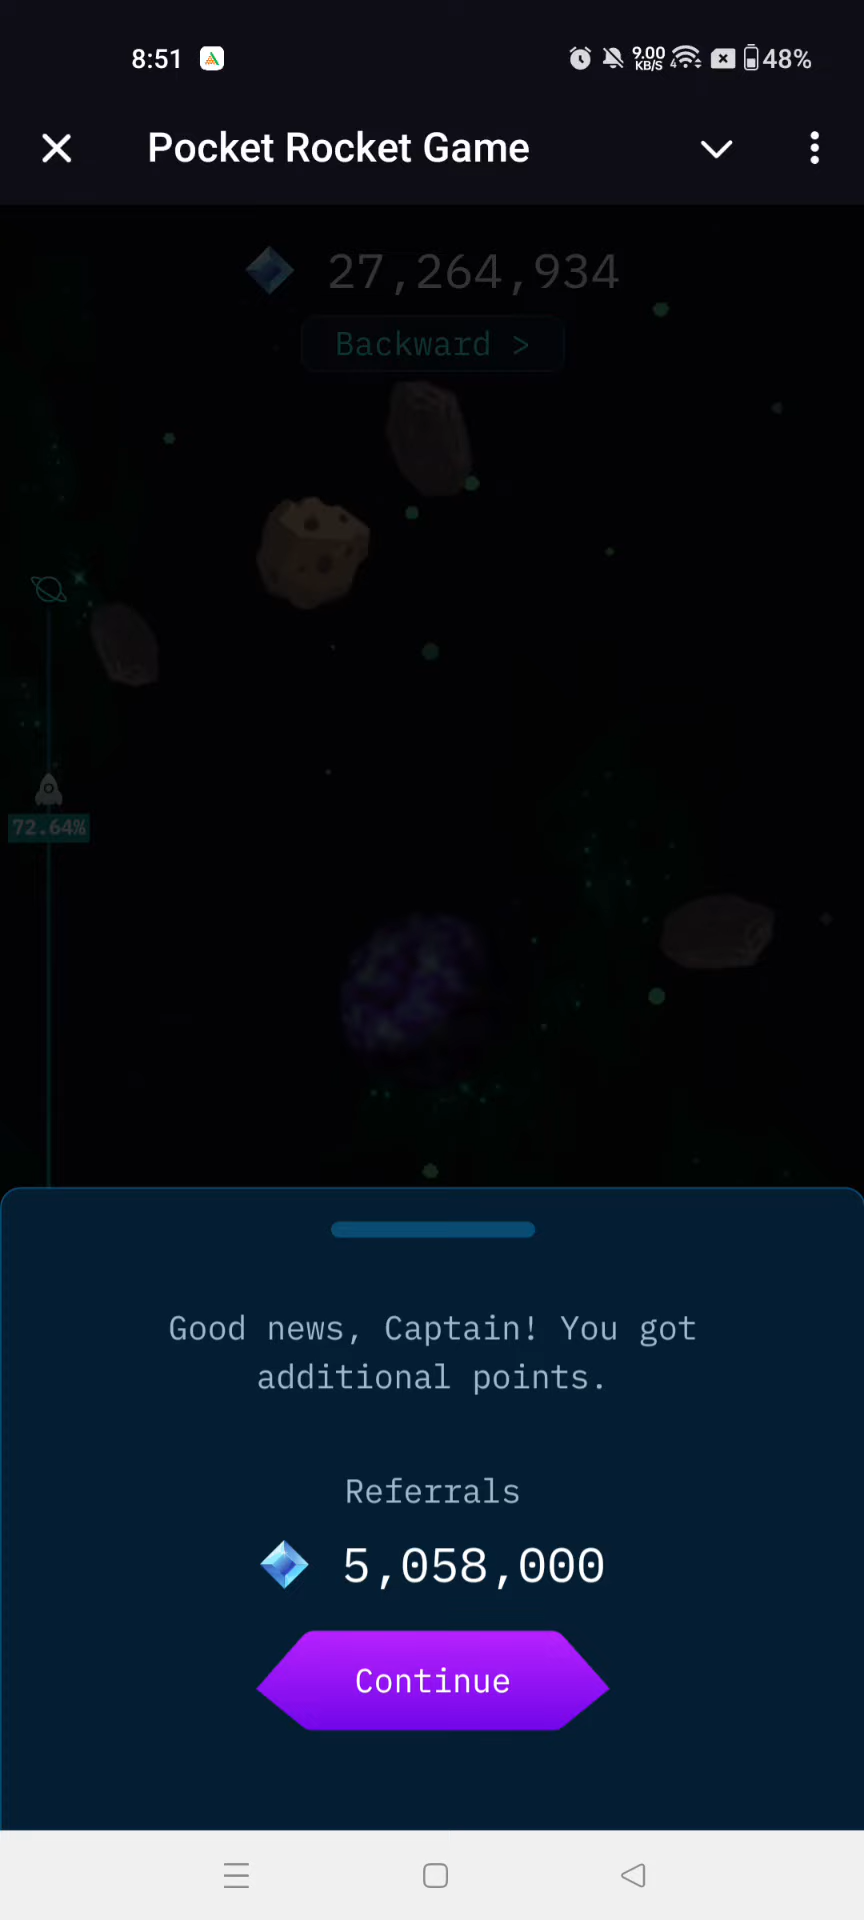 8:51
9.00
KB/S
4
48%
Pocket Rocket Game
27,264,934
Backward >
72.64%
Good news, Captain! You got
additional points.
Referrals
5,058,000
Continue